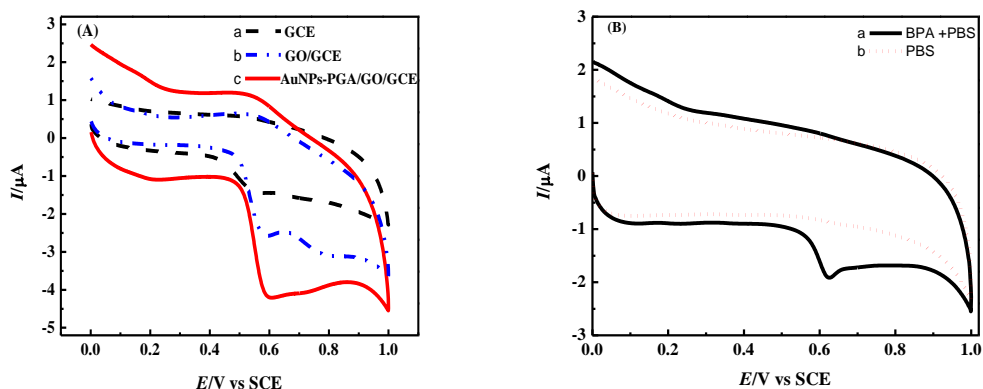 (A)
a GCE
b GO/GCE
c AuNPs-PGA/GO/GCE
3
2
1
0
-1
-2
-3
-4
-5
I/μA
0.0 0.2 0.4 0.6 0.8 1.0
E/V vs SCE
(B)
a BPA +PBS
b PBS
3
2
1
0
-1
-2
-3
I/μA
0.0 0.2 0.4 0.6 0.8 1.0
E/V vs SCE